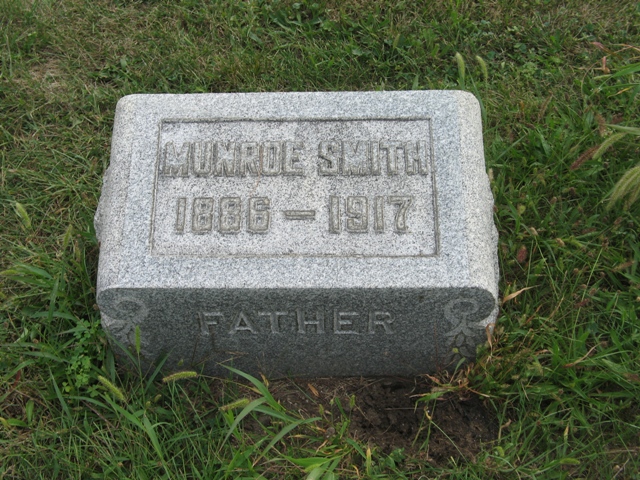 MUNROE SMITH
1886 – 1917
FATHER